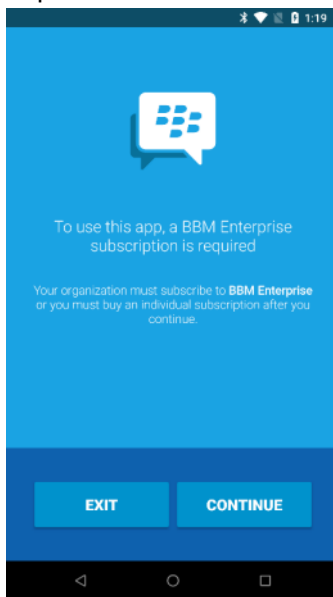 1:19
To use this app, a BBM Enterprise
subscription is required
Your organization must subscribe to BBM Enterprise
or you must buy an individual subscription after you
continue.
EXIT
CONTINUE